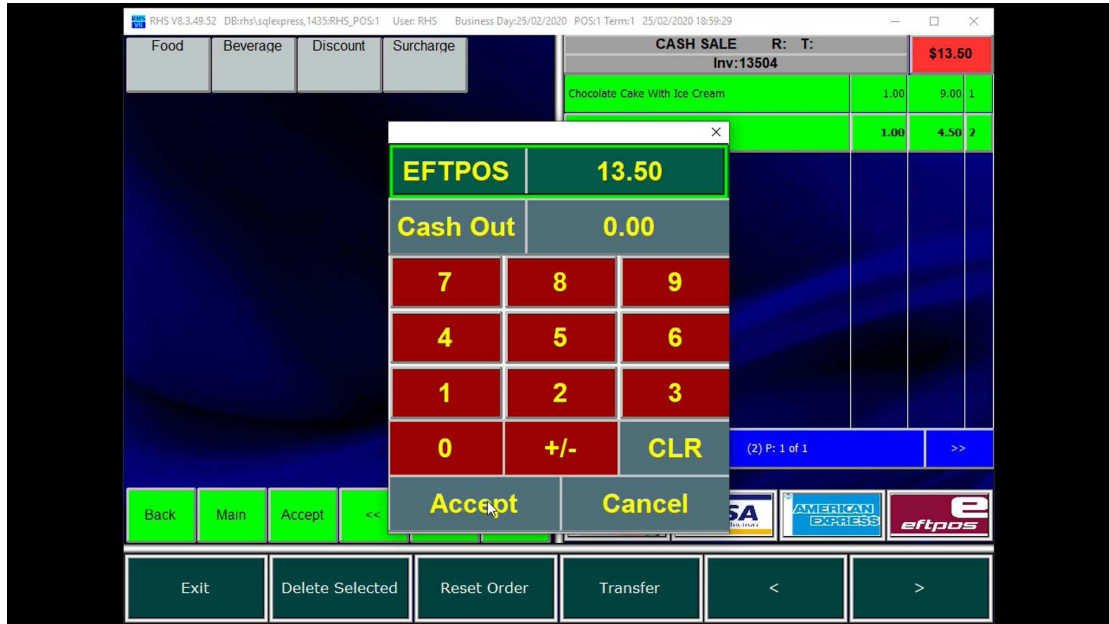 RHS V8.3.49.52 DB:rhs\sqlexpress,1435:RHS_POS:1 User: RHS Business Day:25/02/2020 POS:1 Term:1 25/02/2020 18:59:29
Food Beverage Discount Surcharge
CASH SALE R: T:
Inv:13504
$13.50
Chocolate Cake With Ice Cream 1.00 9.00 1
1.00 4.50 2
EFTPOS 13.50
Cash Out 0.00
7 8 9
4 5 6
1 2 3
0 +/- CLR
Accept Cancel
(2) P: 1 of 1 >>
Back Main Accept <<
AMERICAN EXPRESS
eftpos
Exit Delete Selected Reset Order Transfer < >